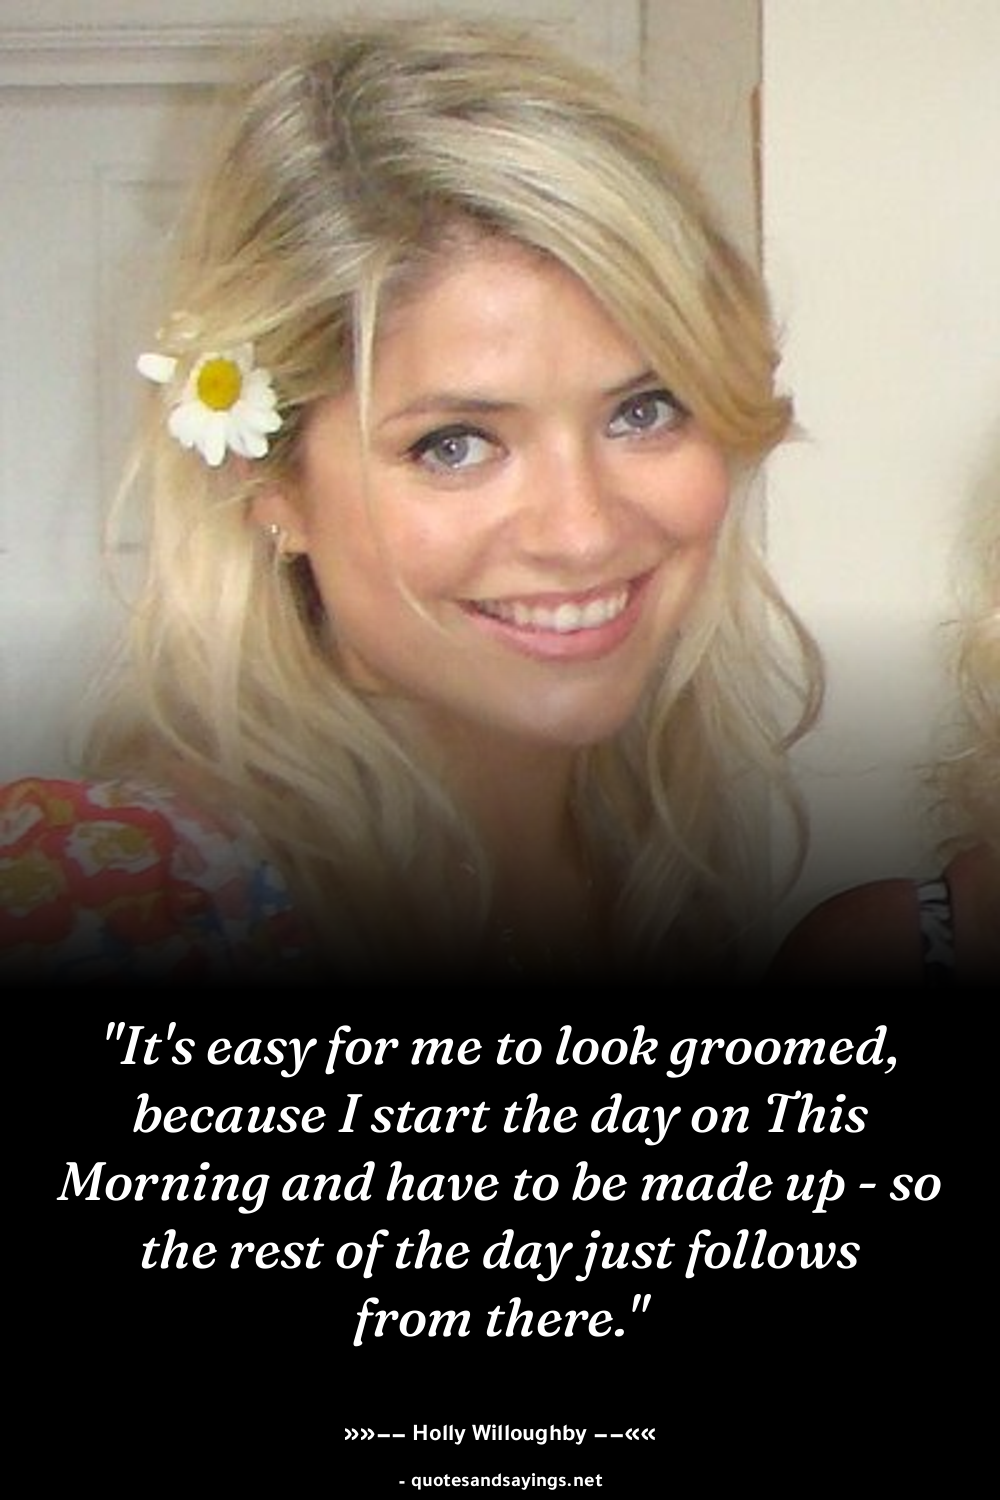 "It's easy for me to look groomed,
because I start the day on This
Morning and have to be made up - so
the rest of the day just follows
from there."
»»–– Holly Willoughby ––««
- quotesandsayings.net